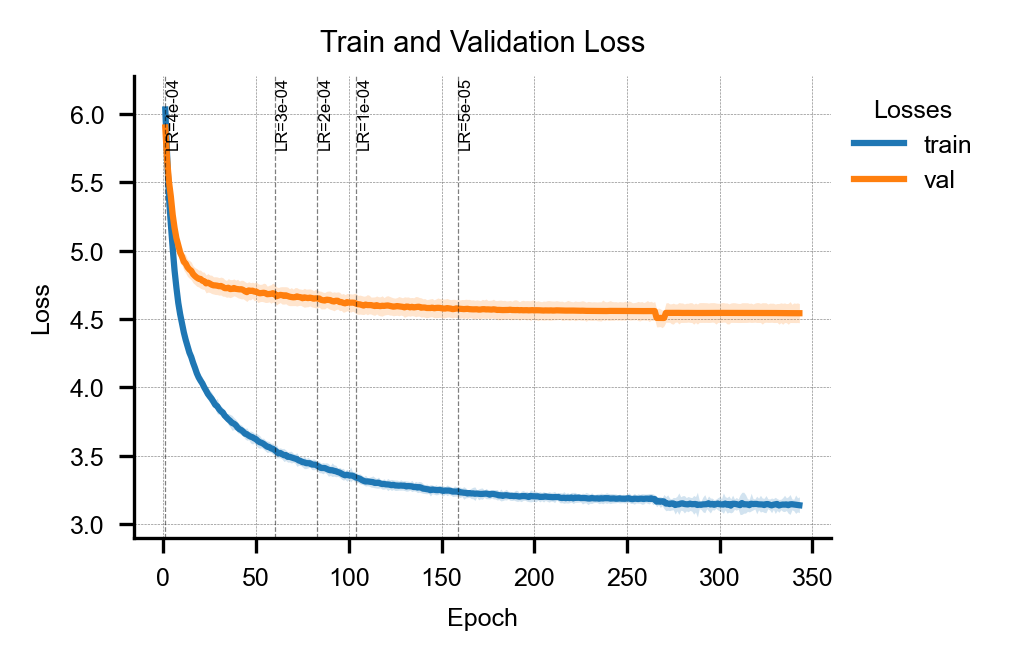 Train and Validation Loss
LR=4e-04
LR=3e-04
LR=2e-04
LR=1e-04
LR=5e-05
Losses
train
val
6.0
5.5
5.0
4.5
4.0
3.5
3.0
Loss
0 50 100 150 200 250 300 350
Epoch